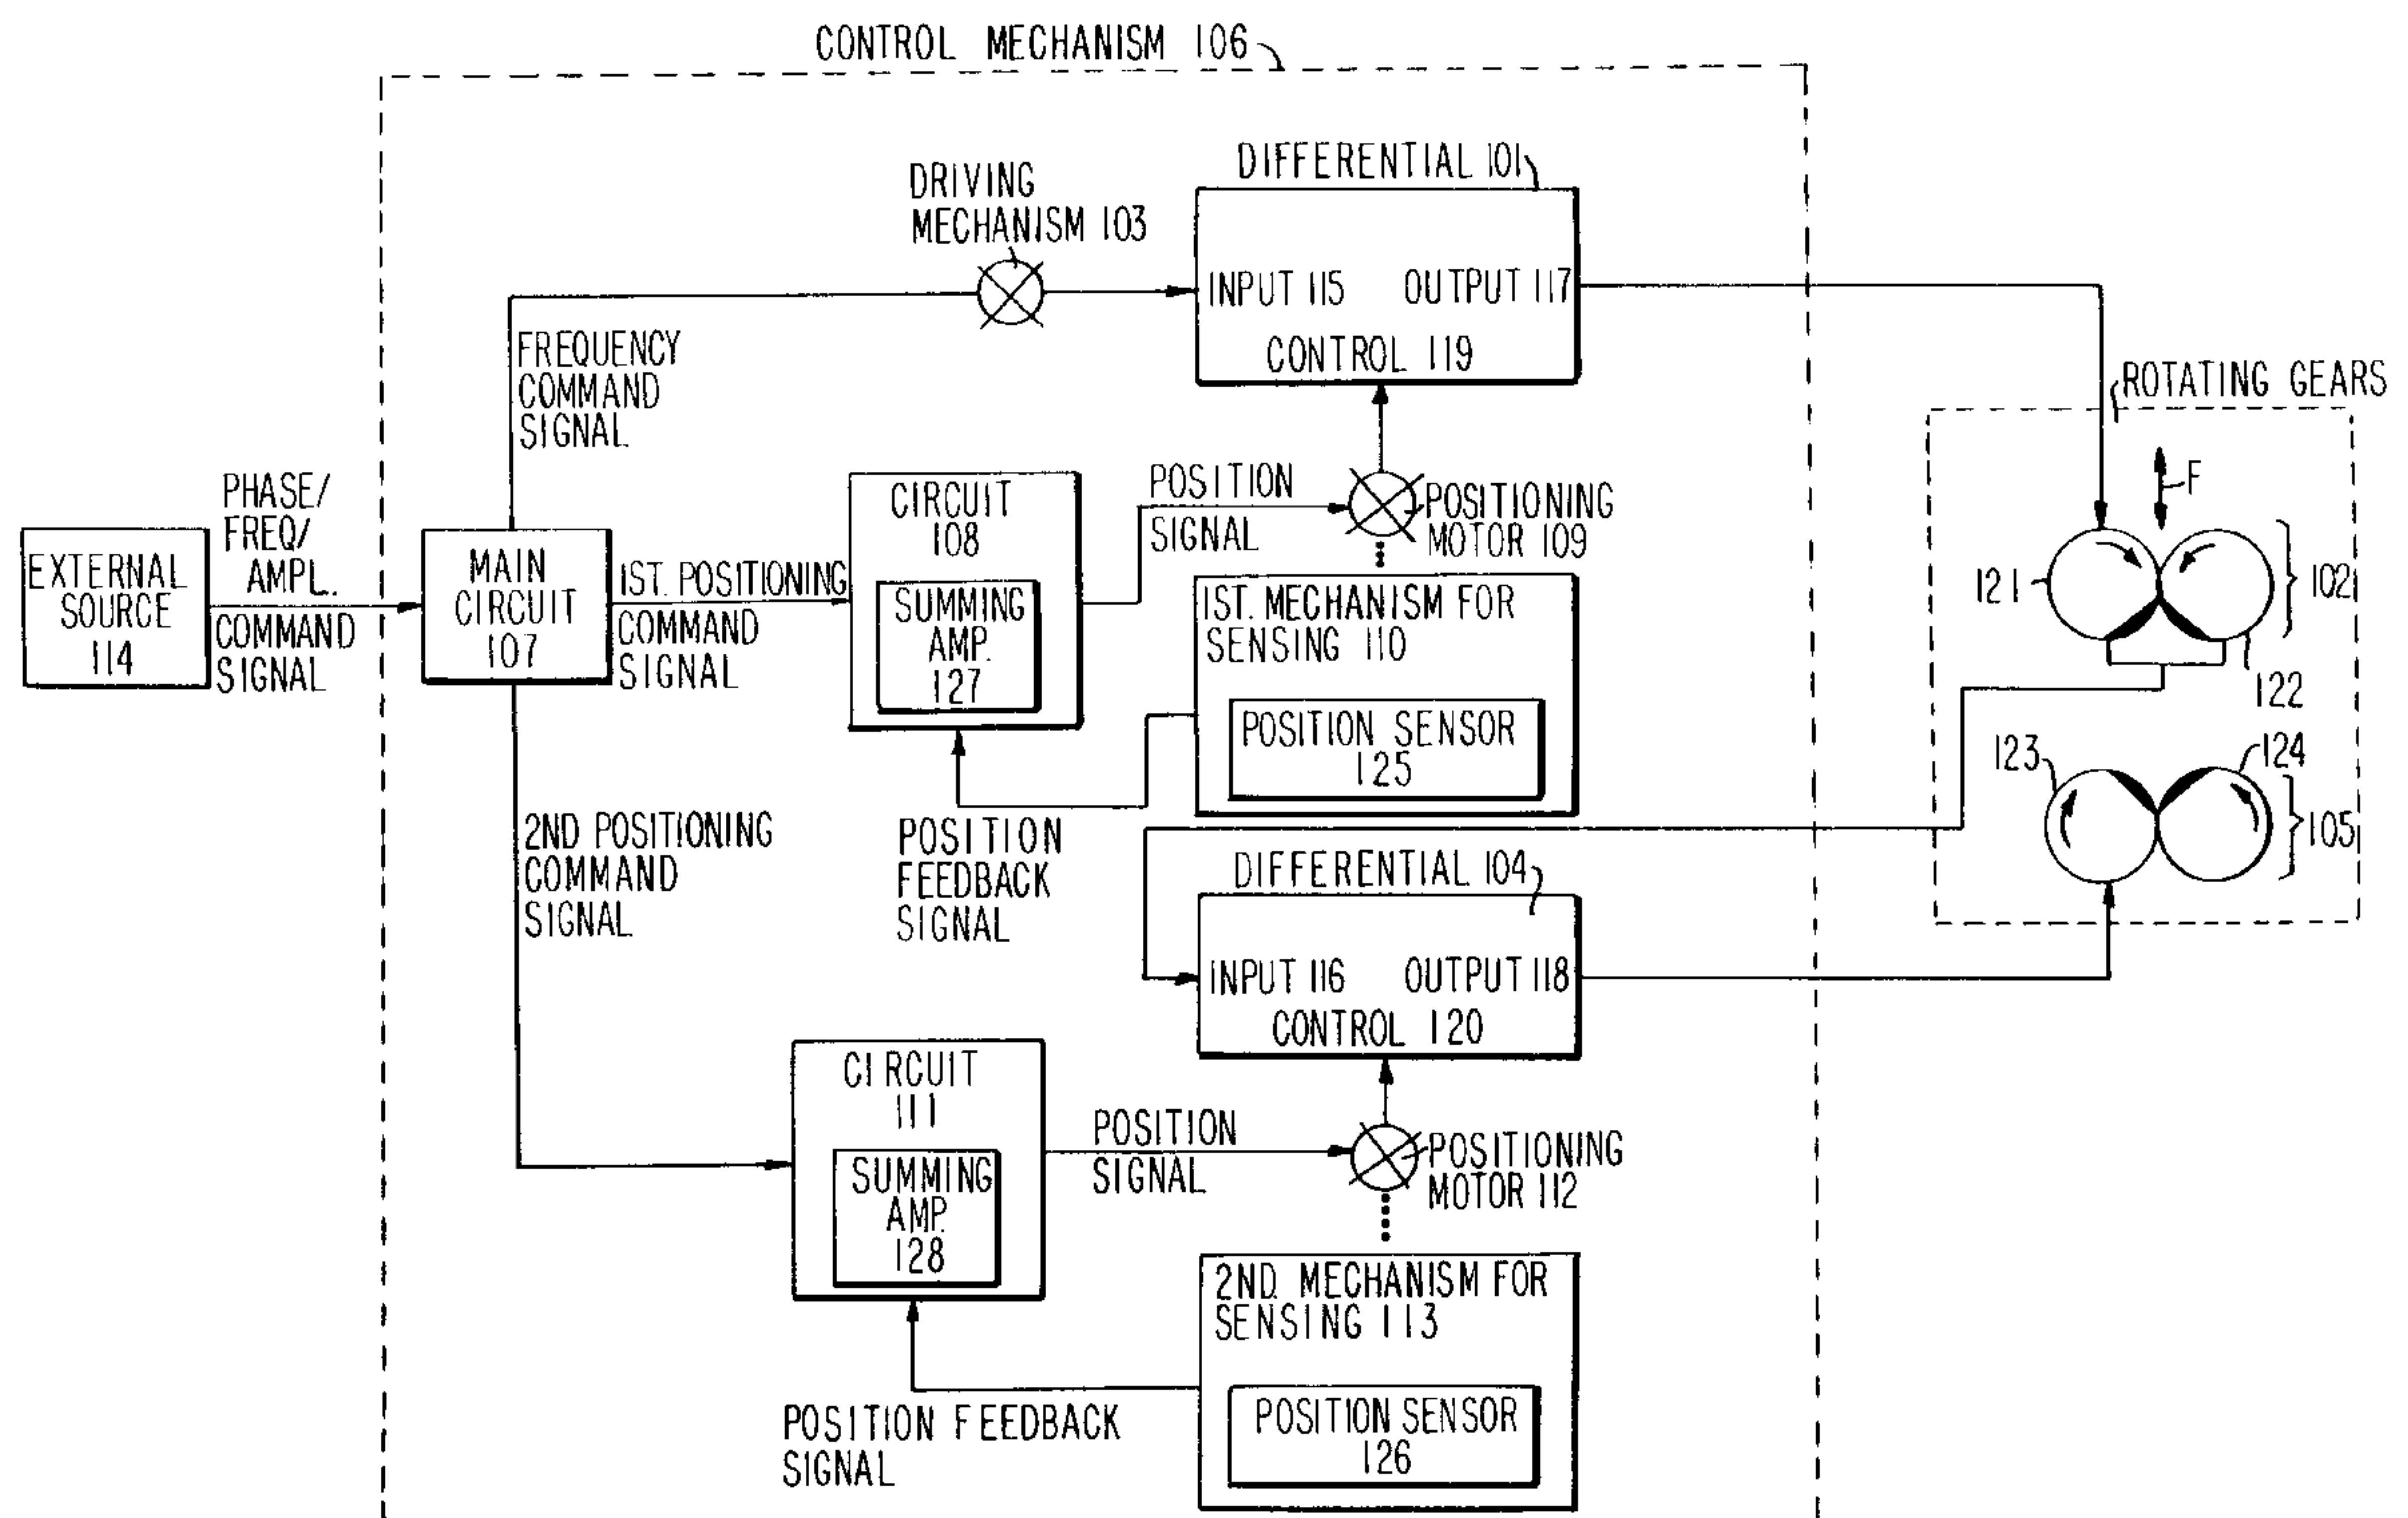 CONTROL MECHANISM 106
DIFFERENTIAL 101
DRIVING
MECHANISM 103
INPUT 115 OUTPUT 117
CONTROL 119
FREQUENCY
COMMAND
SIGNAL
ROTATING GEARS
F
PHASE/
FREQ/
AMPL.
COMMAND
SIGNAL
EXTERNAL
SOURCE
114
MAIN
CIRCUIT
107
1ST. POSITIONING
COMMAND
SIGNAL
CIRCUIT
108
SUMMING
AMP.
127
POSITION
SIGNAL
POSITIONING
MOTOR 109
1ST. MECHANISM FOR
SENSING 110
POSITION SENSOR
125
121
102
122
123
124
105
2ND POSITIONING
COMMAND
SIGNAL
POSITION
FEEDBACK
SIGNAL
DIFFERENTIAL 104
INPUT 116 OUTPUT 118
CONTROL 120
CIRCUIT
111
SUMMING
AMP.
128
POSITION
SIGNAL
POSITIONING
MOTOR 112
2ND. MECHANISM FOR
SENSING 113
POSITION SENSOR
126
POSITION FEEDBACK
SIGNAL